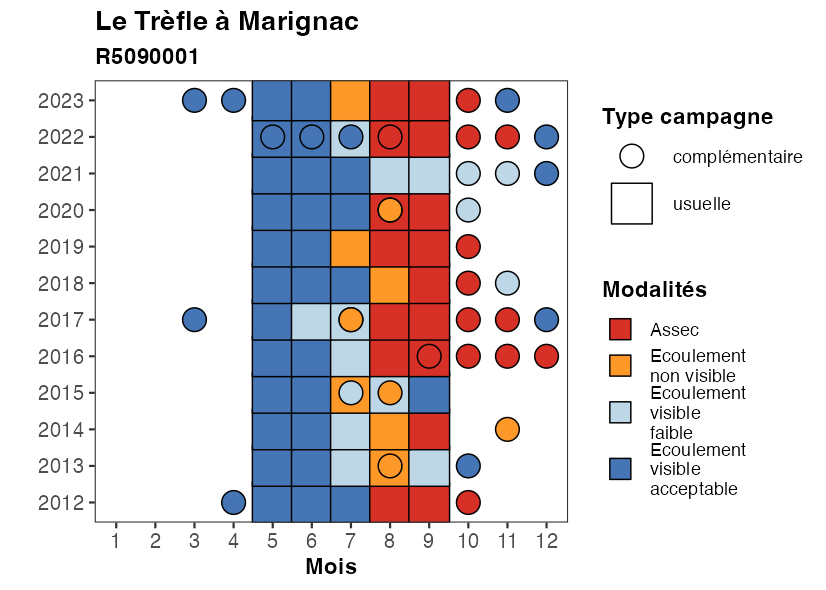 Le Trèfle à Marignac
R5090001
2023
2022
2021
2020
2019
2018
2017
2016
2015
2014
2013
2012
1 2 3 4 5 6 7 8 9 10 11 12
Mois
Type campagne
complémentaire
usuelle
Modalités
Assec
Ecoulement
non visible
Ecoulement
visible
faible
Ecoulement
visible
acceptable